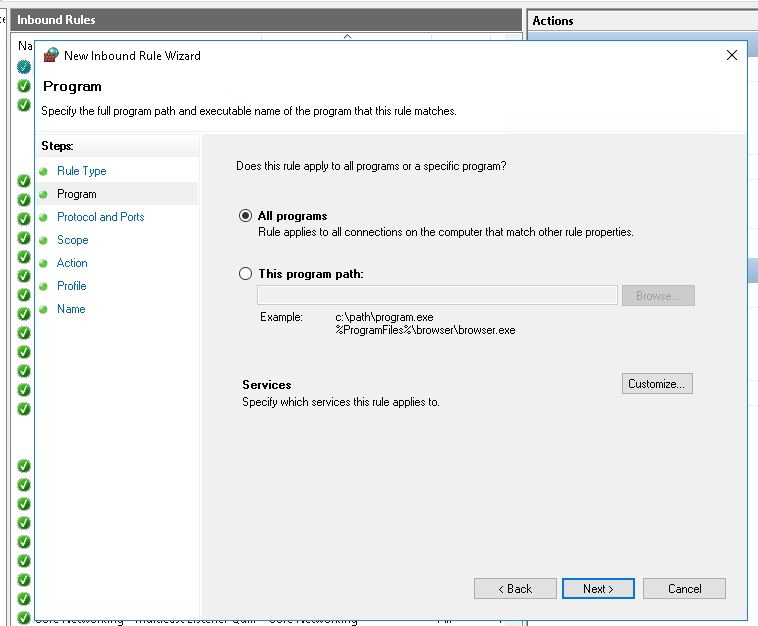 Inbound Rules
Actions
Na
New Inbound Rule Wizard
Program
Specify the full program path and executable name of the program that this rule matches.
Steps:
Rule Type
Program
Protocol and Ports
Scope
Action
Profile
Name
Does this rule apply to all programs or a specific program?
All programs
Rule applies to all connections on the computer that match other rule properties.
This program path:
Browse...
Example:
c:\path\program.exe
%ProgramFiles%\browser\browser.exe
Services
Customize...
Specify which services this rule applies to.
< Back
Next >
Cancel